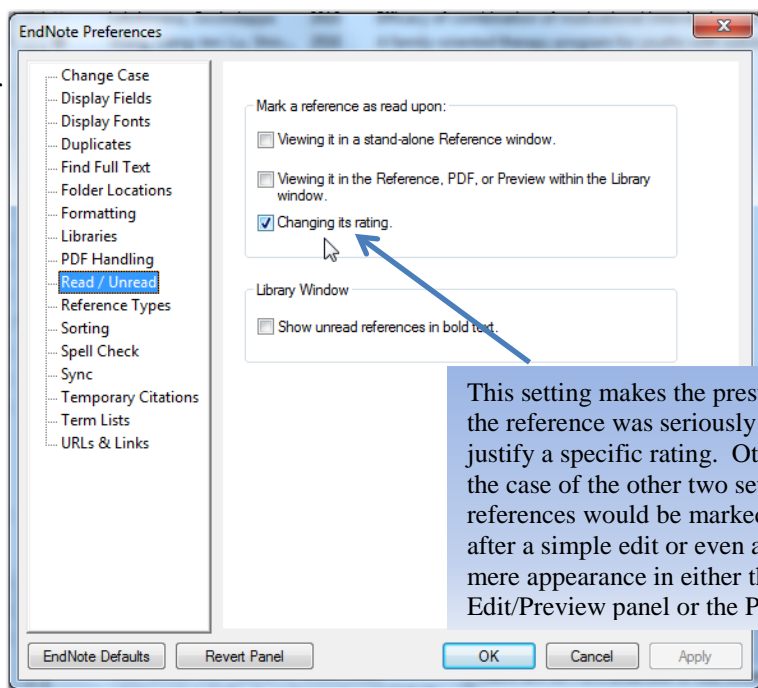 EndNote Preferences
Change Case
Display Fields
Display Fonts
Duplicates
Find Full Text
Folder Locations
Formatting
Libraries
PDF Handling
Read / Unread
Reference Types
Sorting
Spell Check
Sync
Temporary Citations
Term Lists
URLs & Links
Mark a reference as read upon:
Viewing it in a stand-alone Reference window.
Viewing it in the Reference, PDF, or Preview within the Library
window.
Changing its rating.
Library Window
Show unread references in bold text.
This setting makes the
the reference was seriously
justify a specific rating.
the case of the other two
references would be
after a simple edit or even
mere appearance in either
Edit/Preview panel or the
EndNote Defaults
Revert Panel
OK
Cancel
Apply